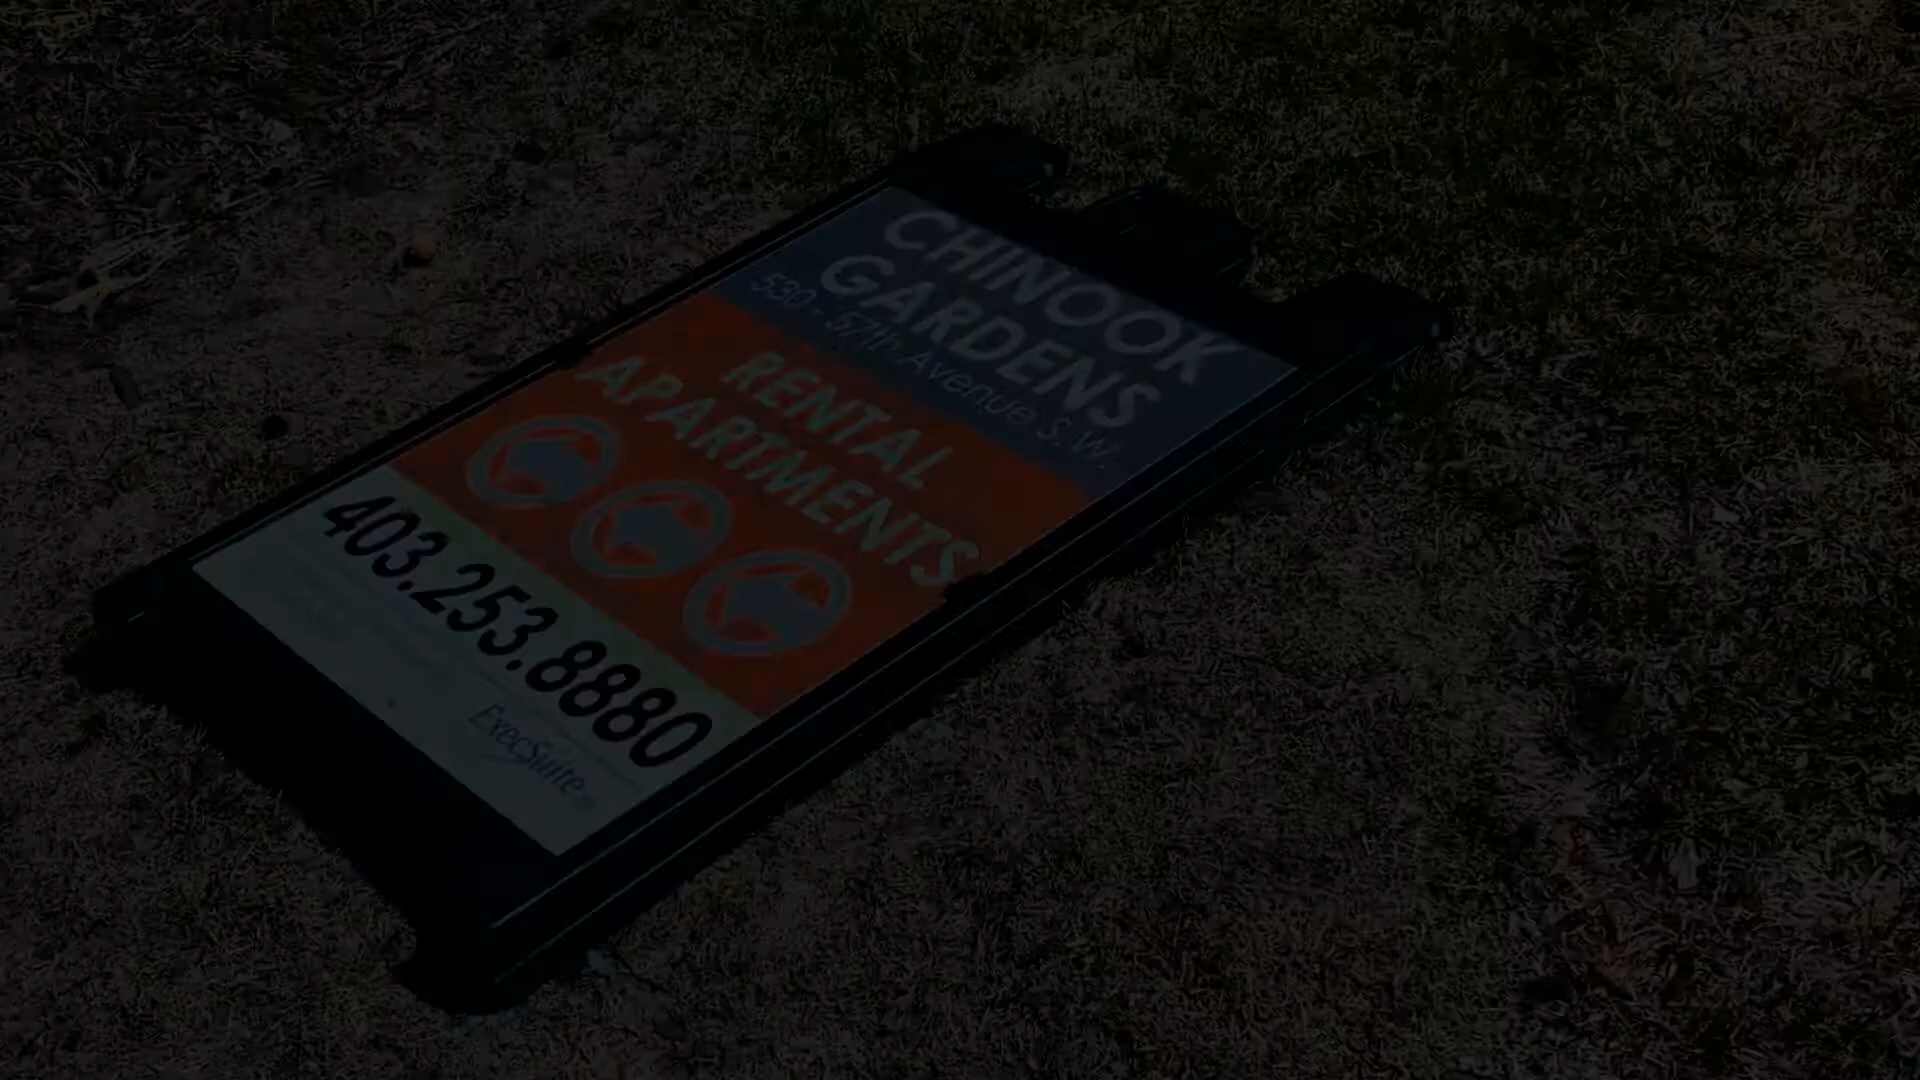 CHINOOK
GARDENS
530 - 57th Avenue S.W.
RENTAL
APARTMENTS
403.253.8880
ExecSuite